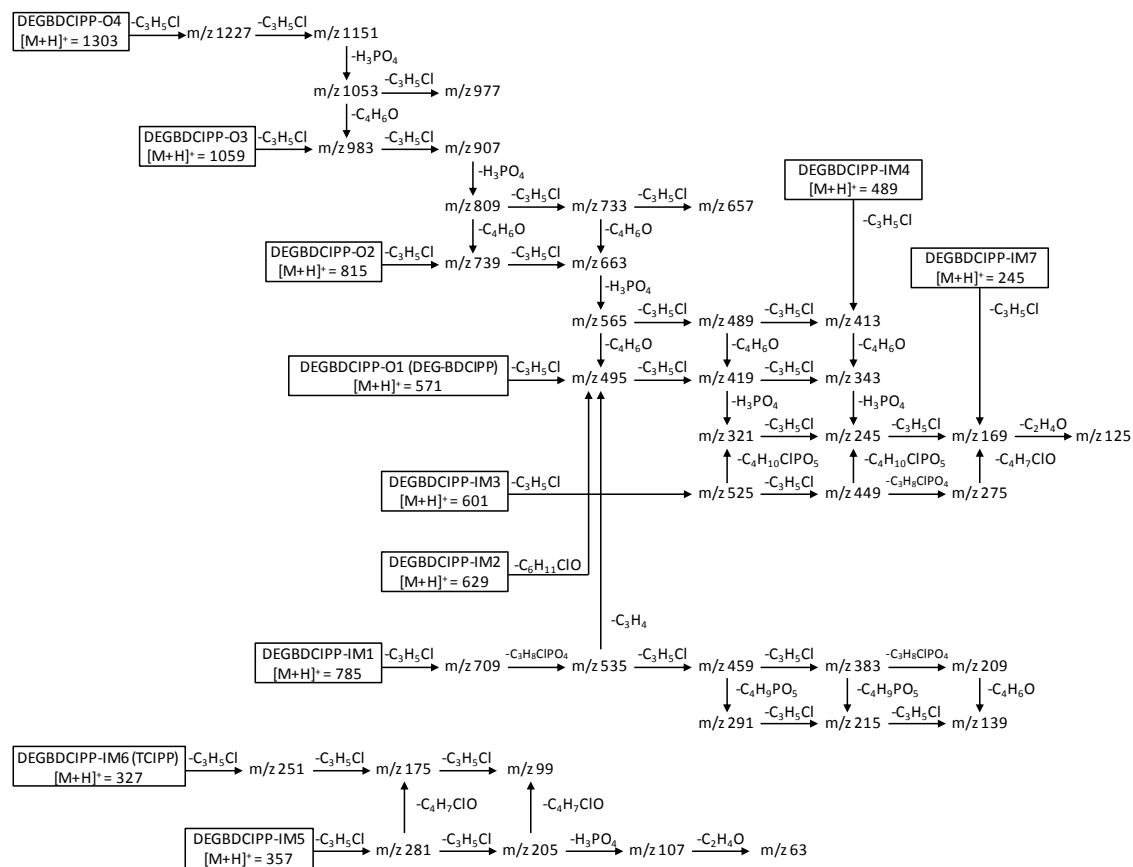 DEGBDCIPP-O4
[M+H]⁺ = 1303
-C₃H₅Cl
m/z 1227
-C₃H₅Cl
m/z 1151
-H₃PO₄
m/z 1053
-C₃H₅Cl
m/z 977
-C₄H₆O
DEGBDCIPP-O3
[M+H]⁺ = 1059
-C₃H₅Cl
m/z 983
-C₃H₅Cl
m/z 907
-H₃PO₄
m/z 809
-C₃H₅Cl
m/z 733
-C₃H₅Cl
m/z 657
DEGBDCIPP-IM4
[M+H]⁺ = 489
-C₃H₅Cl
-C₄H₆O
-C₄H₆O
DEGBDCIPP-O2
[M+H]⁺ = 815
-C₃H₅Cl
m/z 739
-C₃H₅Cl
m/z 663
DEGBDCIPP-IM7
[M+H]⁺ = 245
-C₃H₅Cl
-H₃PO₄
m/z 565
-C₃H₅Cl
m/z 489
-C₃H₅Cl
m/z 413
-C₄H₆O
-C₄H₆O
-C₄H₆O
DEGBDCIPP-O1 (DEG-BDCIPP)
[M+H]⁺ = 571
-C₃H₅Cl
m/z 495
-C₃H₅Cl
m/z 419
-C₃H₅Cl
m/z 343
-H₃PO₄
-H₃PO₄
m/z 321
-C₃H₅Cl
m/z 245
-C₃H₅Cl
m/z 169
-C₂H₄O
m/z 125
-C₄H₁₀ClPO₅
-C₄H₁₀ClPO₅
-C₄H₇ClO
DEGBDCIPP-IM3
[M+H]⁺ = 601
-C₃H₅Cl
m/z 525
-C₃H₅Cl
m/z 449
-C₃H₈ClPO₄
m/z 275
DEGBDCIPP-IM2
[M+H]⁺ = 629
-C₆H₁₁ClO
-C₃H₄
DEGBDCIPP-IM1
[M+H]⁺ = 785
-C₃H₅Cl
m/z 709
-C₃H₈ClPO₄
m/z 535
-C₃H₅Cl
m/z 459
-C₃H₅Cl
m/z 383
-C₃H₈ClPO₄
m/z 209
-C₄H₉PO₅
-C₄H₉PO₅
-C₄H₆O
m/z 291
-C₃H₅Cl
m/z 215
-C₃H₅Cl
m/z 139
DEGBDCIPP-IM6 (TCIPP)
[M+H]⁺ = 327
-C₃H₅Cl
m/z 251
-C₃H₅Cl
m/z 175
-C₃H₅Cl
m/z 99
-C₄H₇ClO
-C₄H₇ClO
DEGBDCIPP-IM5
[M+H]⁺ = 357
-C₃H₅Cl
m/z 281
-C₃H₅Cl
m/z 205
-H₃PO₄
m/z 107
-C₂H₄O
m/z 63